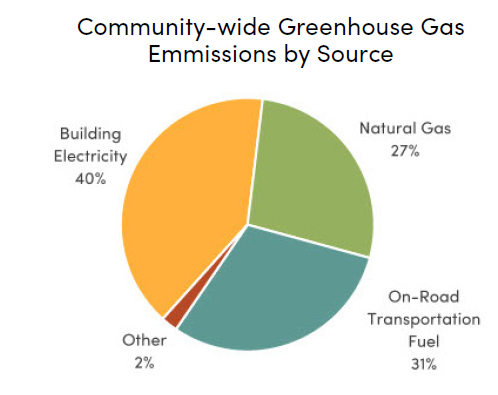 Community-wide Greenhouse Gas
Emmissions by Source
Building
Electricity
40%
Natural Gas
27%
On-Road
Transportation
Fuel
31%
Other
2%